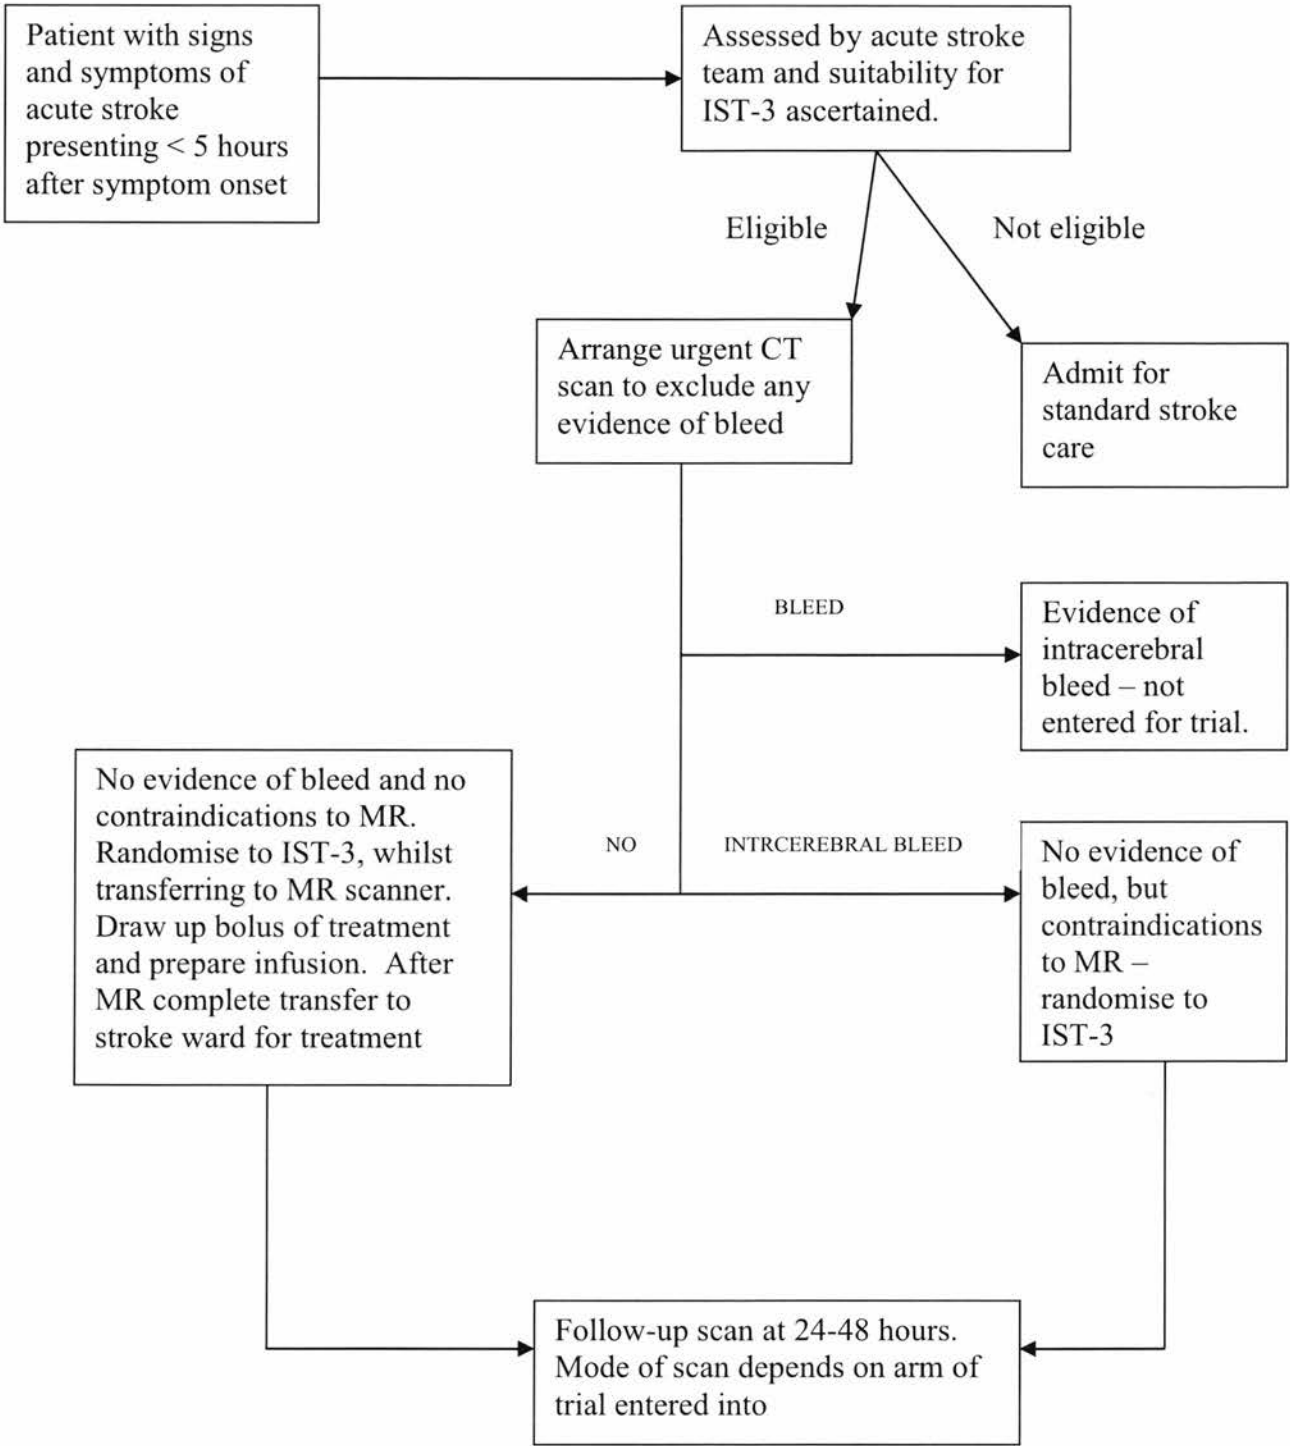 Patient with signs
and symptoms of
acute stroke
presenting < 5 hours
after symptom onset
Assessed by acute stroke
team and suitability for
IST-3 ascertained.
Eligible
Not eligible
Arrange urgent CT
scan to exclude any
evidence of bleed
Admit for
standard stroke
care
BLEED
Evidence of
intracerebral
bleed – not
entered for trial.
No evidence of bleed and no
contraindications to MR.
Randomise to IST-3, whilst
transferring to MR scanner.
Draw up bolus of treatment
and prepare infusion.  After
MR complete transfer to
stroke ward for treatment
NO
INTRCEREBRAL BLEED
No evidence of
bleed, but
contraindications
to MR –
randomise to
IST-3
Follow-up scan at 24-48 hours.
Mode of scan depends on arm of
trial entered into